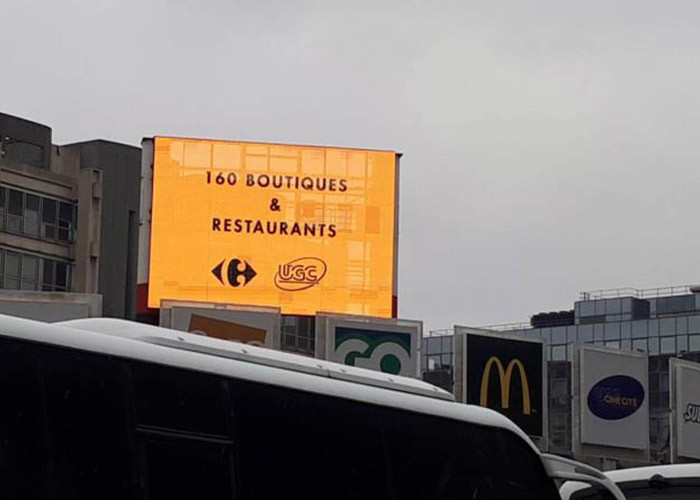 160 BOUTIQUES
&
RESTAURANTS
UGC
GO
CINÉ CITÉ